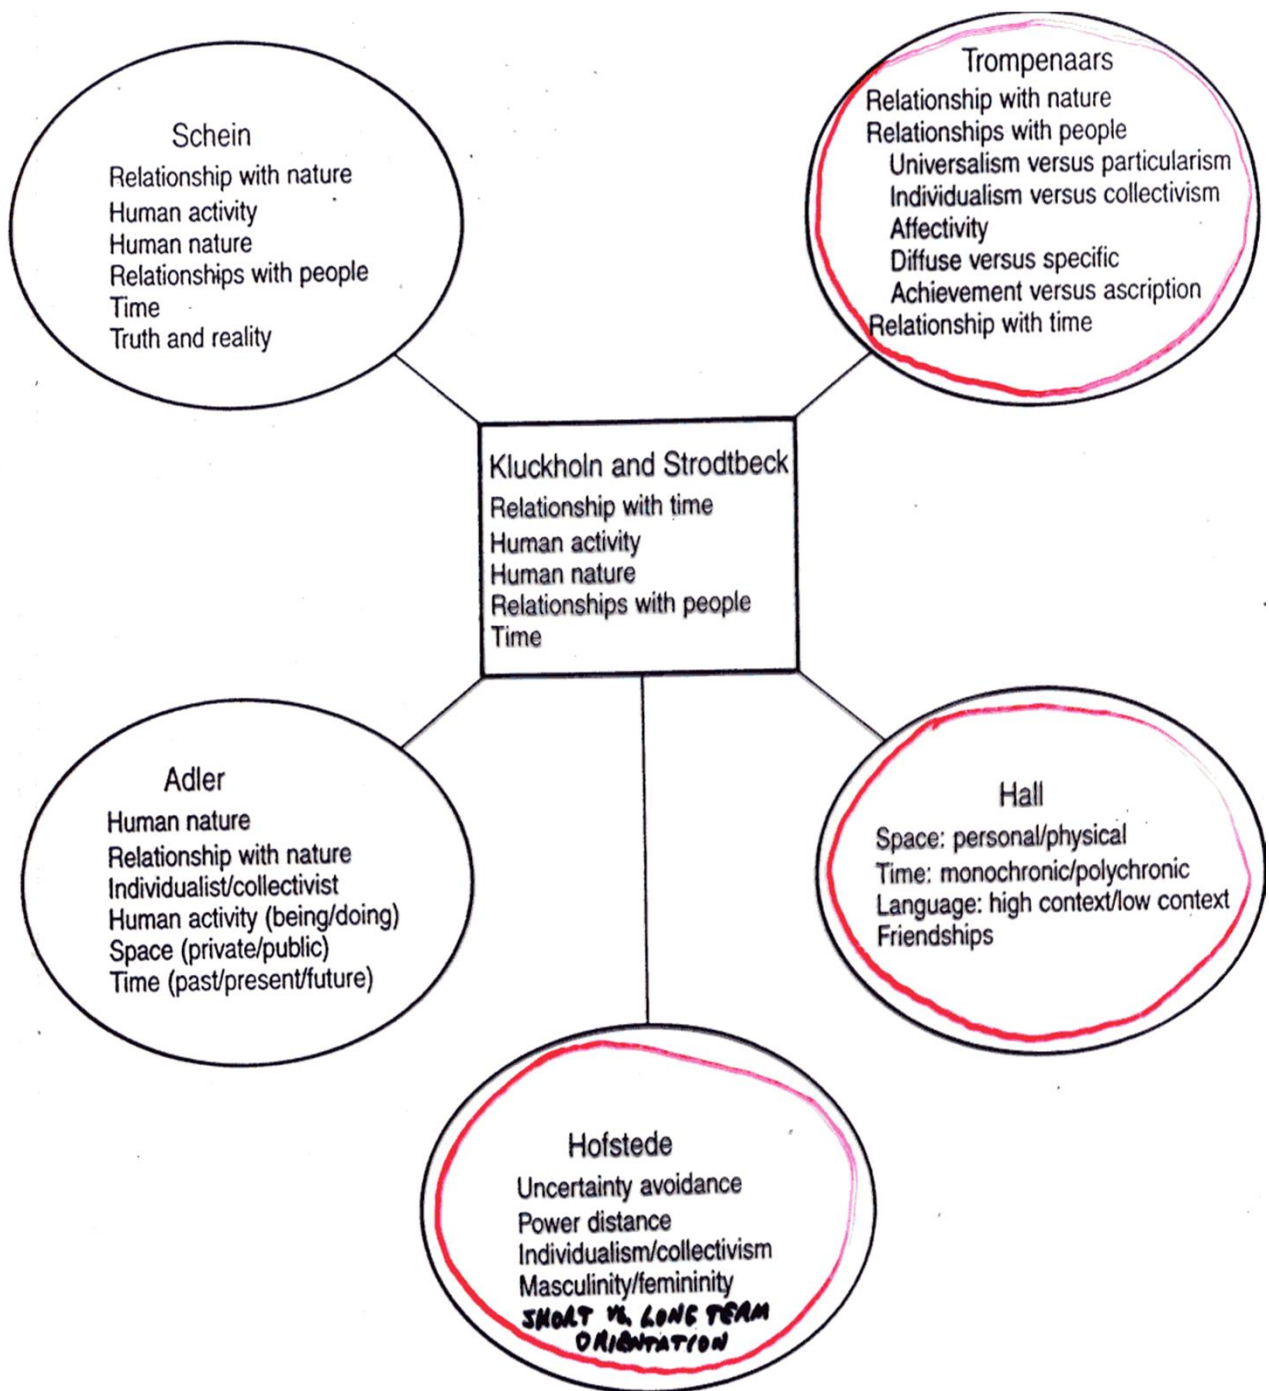 Schein
Relationship with nature
Human activity
Human nature
Relationships with people
Time
Truth and reality
Trompenaars
Relationship with nature
Relationships with people
Universalism versus particularism
Individualism versus collectivism
Affectivity
Diffuse versus specific
Achievement versus ascription
Relationship with time
Kluckholn and Strodtbeck
Relationship with time
Human activity
Human nature
Relationships with people
Time
Adler
Human nature
Relationship with nature
Individualist/collectivist
Human activity (being/doing)
Space (private/public)
Time (past/present/future)
Hall
Space: personal/physical
Time: monochronic/polychronic
Language: high context/low context
Friendships
Hofstede
Uncertainty avoidance
Power distance
Individualism/collectivism
Masculinity/femininity
SHORT VS. LONG TERM
ORIENTATION